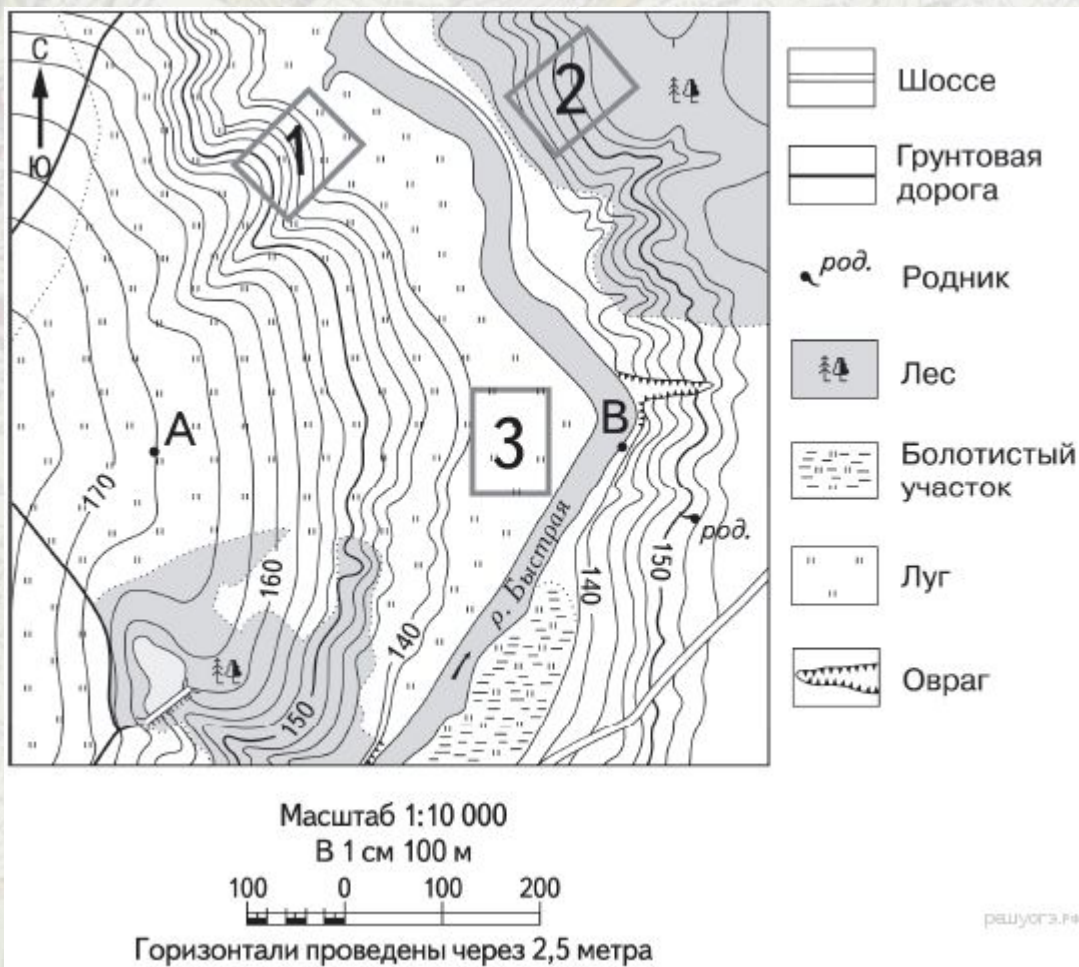 С
Ю
1
2
3
А
В
170
160
150
140
140
150
род.
р. Быстрая
Шоссе
Грунтовая
дорога
род.
Родник
Лес
Болотистый
участок
Луг
Овраг
Масштаб 1:10 000
В 1 см 100 м
100 0 100 200
Горизонтали проведены через 2,5 метра
решуогэ.рф